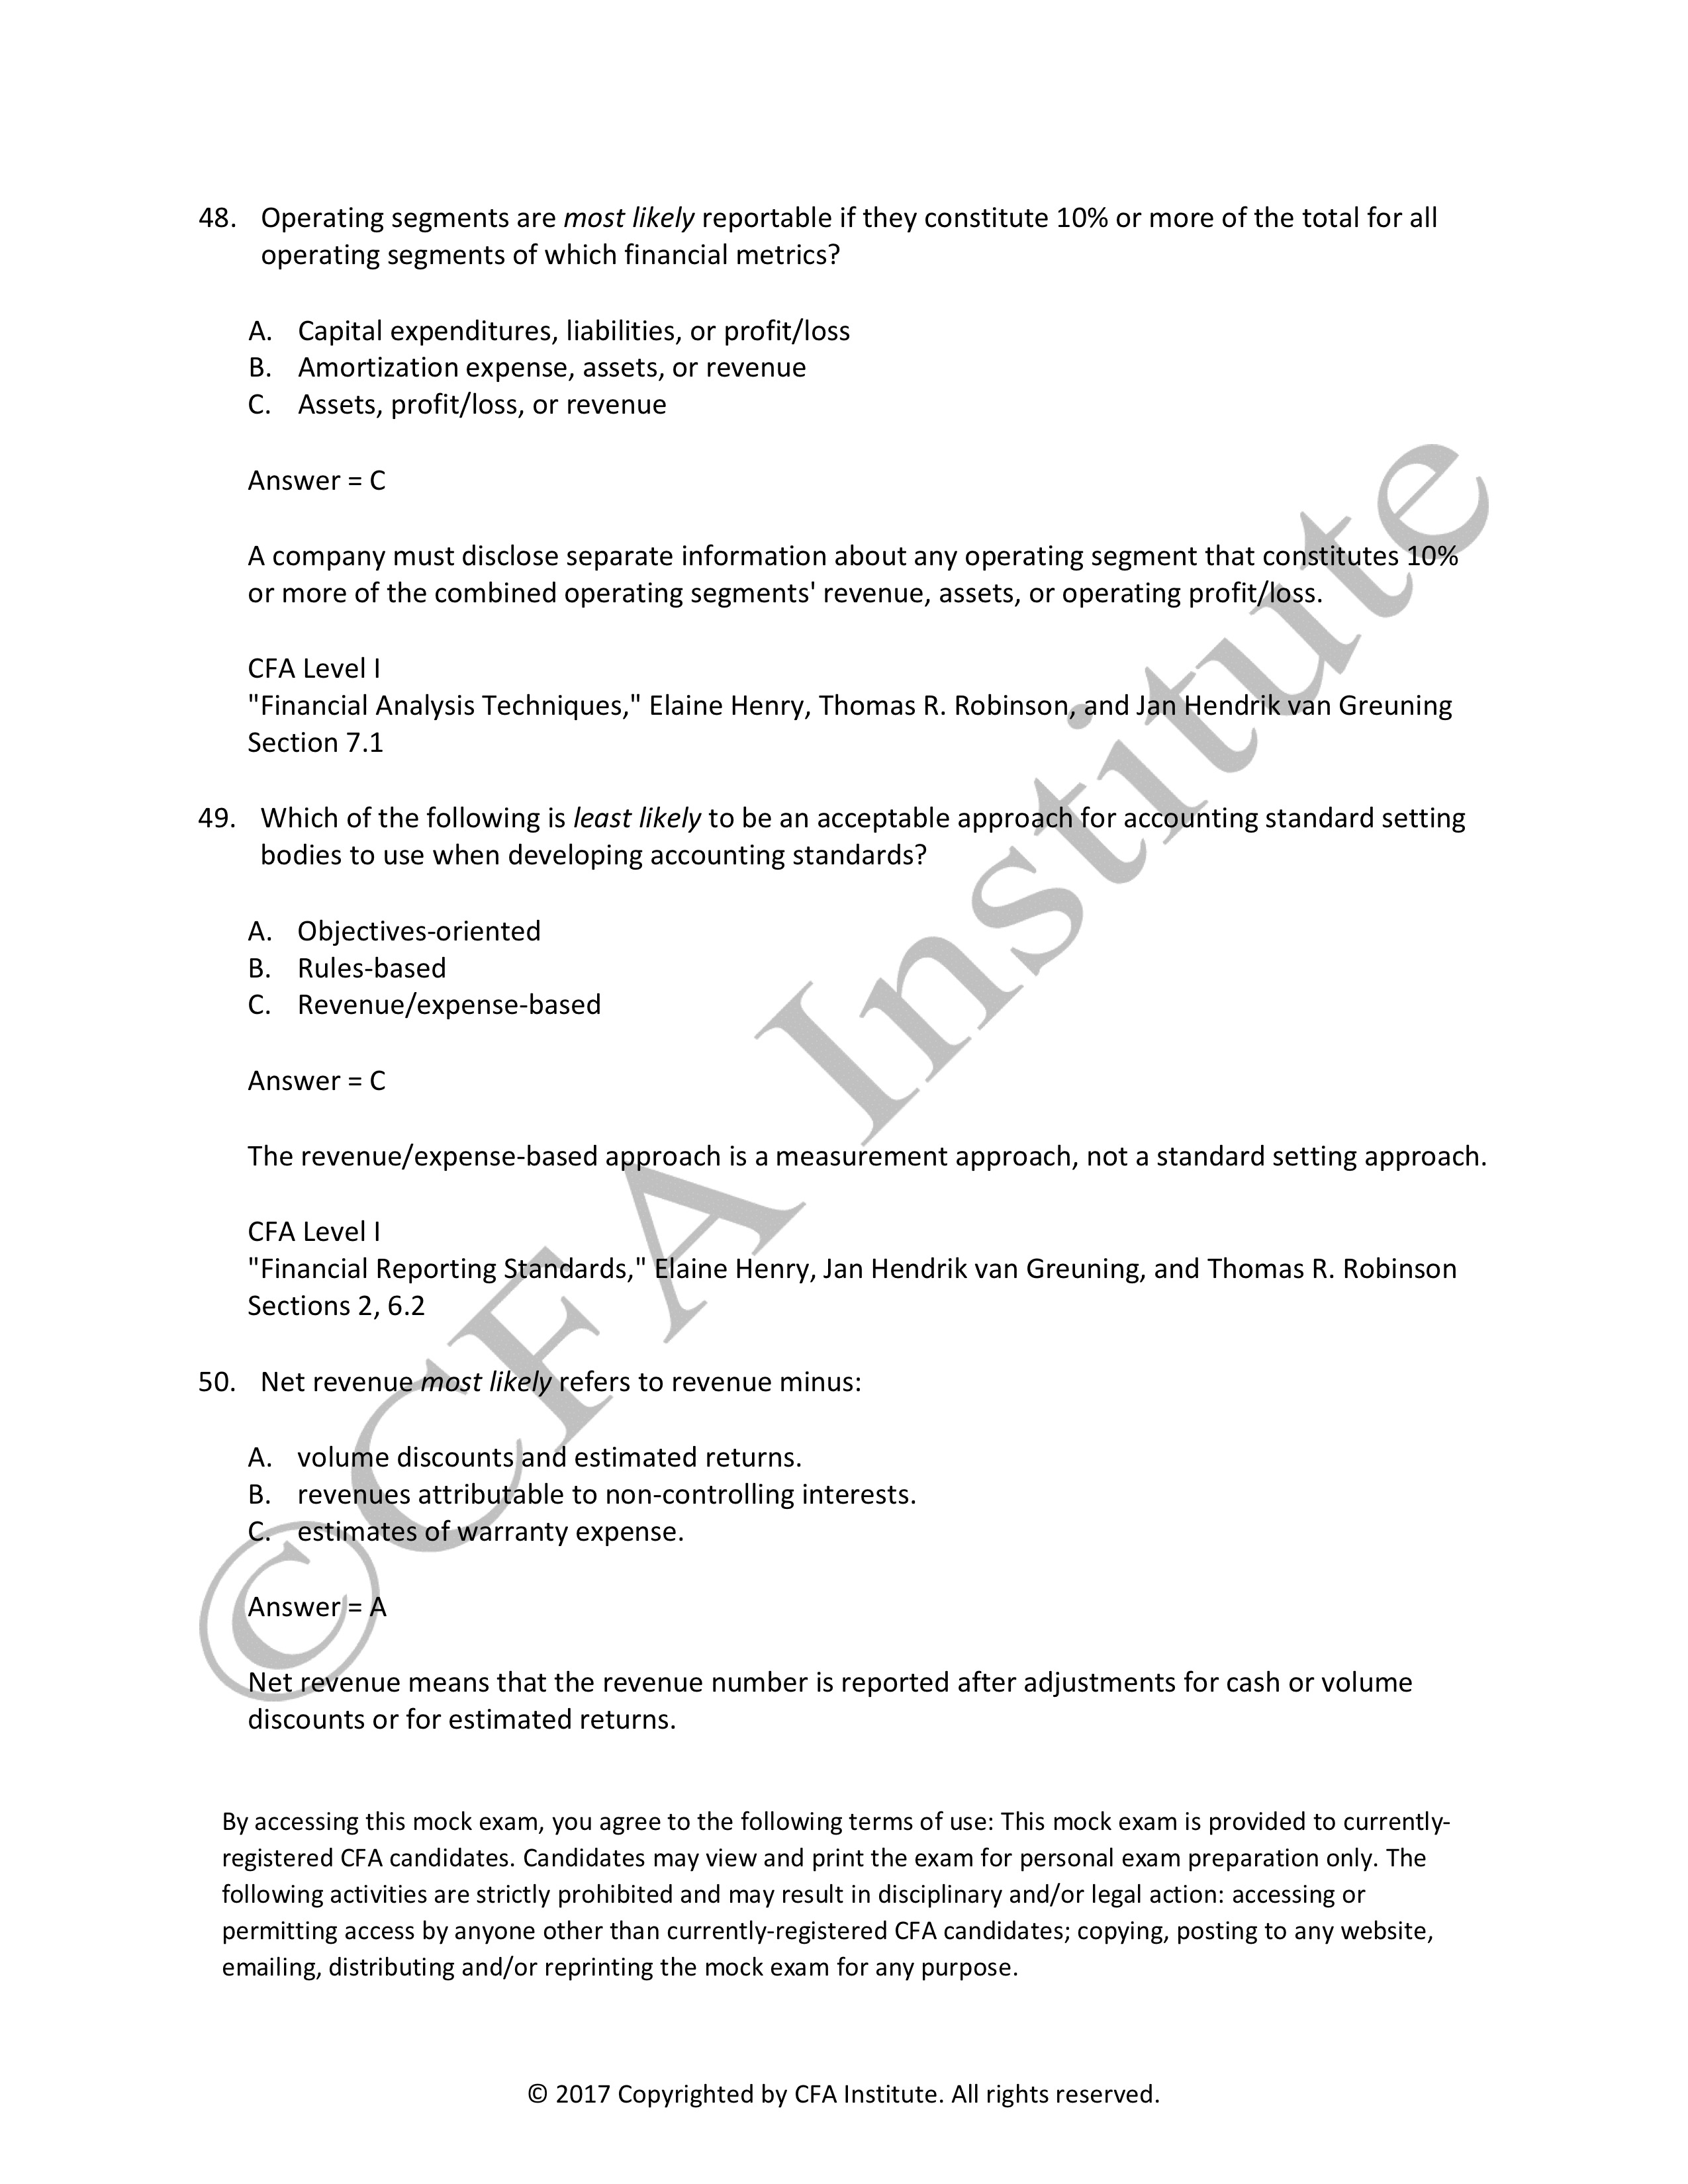 48. Operating segments are most likely reportable if they constitute 10% or more of the total for all
operating segments of which financial metrics?
A. Capital expenditures, liabilities, or profit/loss
B. Amortization expense, assets, or revenue
C. Assets, profit/loss, or revenue
Answer = C
A company must disclose separate information about any operating segment that constitutes 10%
or more of the combined operating segments' revenue, assets, or operating profit/loss.
CFA Level I
"Financial Analysis Techniques," Elaine Henry, Thomas R. Robinson, and Jan Hendrik van Greuning
Section 7.1
49. Which of the following is least likely to be an acceptable approach for accounting standard setting
bodies to use when developing accounting standards?
A. Objectives-oriented
B. Rules-based
C. Revenue/expense-based
Answer = C
The revenue/expense-based approach is a measurement approach, not a standard setting approach.
CFA Level I
"Financial Reporting Standards," Elaine Henry, Jan Hendrik van Greuning, and Thomas R. Robinson
Sections 2, 6.2
50. Net revenue most likely refers to revenue minus:
A. volume discounts and estimated returns.
B. revenues attributable to non-controlling interests.
C. estimates of warranty expense.
Answer = A
Net revenue means that the revenue number is reported after adjustments for cash or volume
discounts or for estimated returns.
By accessing this mock exam, you agree to the following terms of use: This mock exam is provided to currently-
registered CFA candidates. Candidates may view and print the exam for personal exam preparation only. The
following activities are strictly prohibited and may result in disciplinary and/or legal action: accessing or
permitting access by anyone other than currently-registered CFA candidates; copying, posting to any website,
emailing, distributing and/or reprinting the mock exam for any purpose.
© 2017 Copyrighted by CFA Institute. All rights reserved.
©CFA Institute